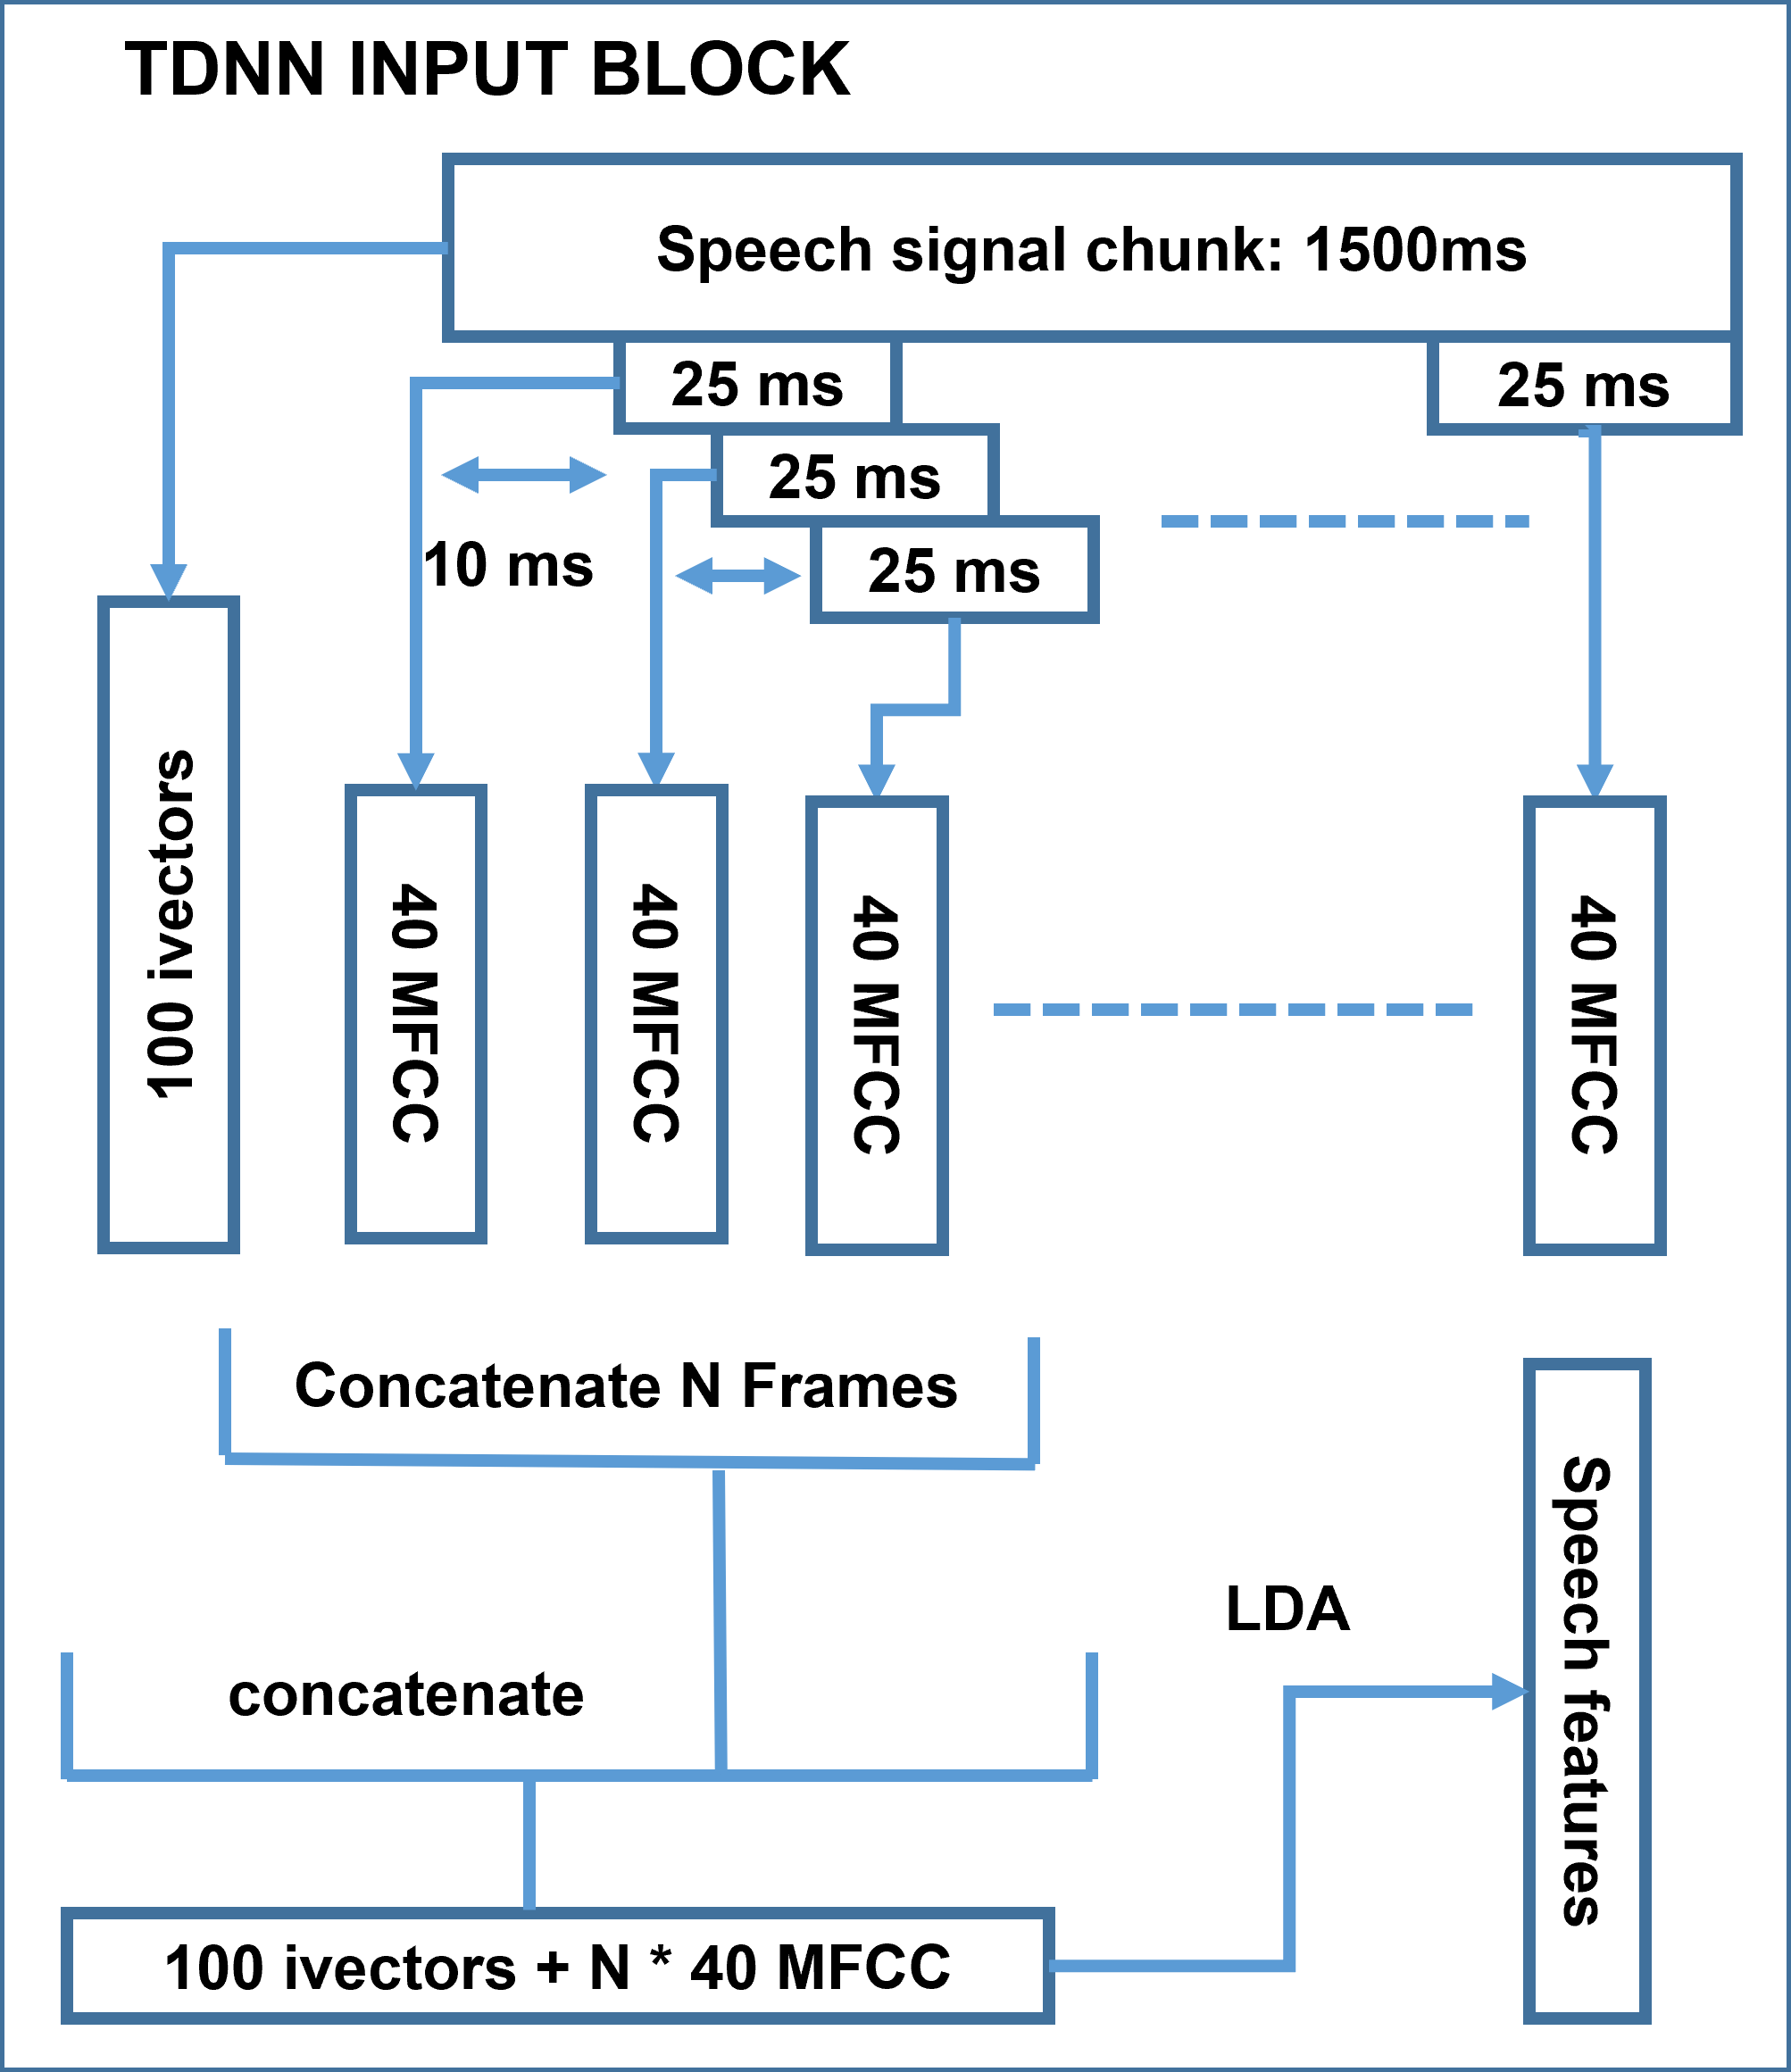 TDNN INPUT BLOCK
Speech signal chunk: 1500ms
25 ms
25 ms
25 ms
10 ms
25 ms
100 ivectors
40 MFCC
40 MFCC
40 MFCC
40 MFCC
Concatenate N Frames
concatenate
LDA
Speech features
100 ivectors + N * 40 MFCC